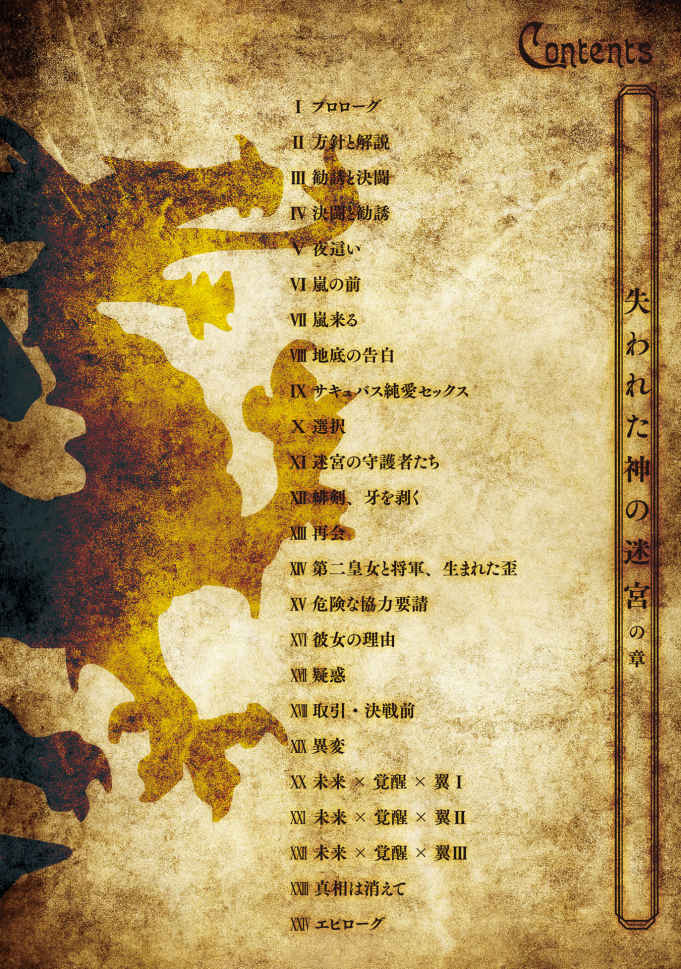 Contents
失われた神の迷宮の章
Ⅰ プロローグ
Ⅱ 方針と解説
Ⅲ 勧誘と決闘
Ⅳ 決闘と勧誘
Ⅴ 夜這い
Ⅵ 嵐の前
Ⅶ 嵐来る
Ⅷ 地底の告白
Ⅸ サキュバス純愛セックス
Ⅹ 選択
Ⅺ 迷宮の守護者たち
Ⅻ 緋剣、牙を剥く
XIII 再会
XIV 第二皇女と将軍、生まれた歪
XV 危険な協力要請
XVI 彼女の理由
XVII 疑惑
XVIII 取引・決戦前
XIX 異変
XX 未来 × 覚醒 × 翼Ⅰ
XXI 未来 × 覚醒 × 翼Ⅱ
XXII 未来 × 覚醒 × 翼Ⅲ
XXIII 真相は消えて
XXIV エピローグ